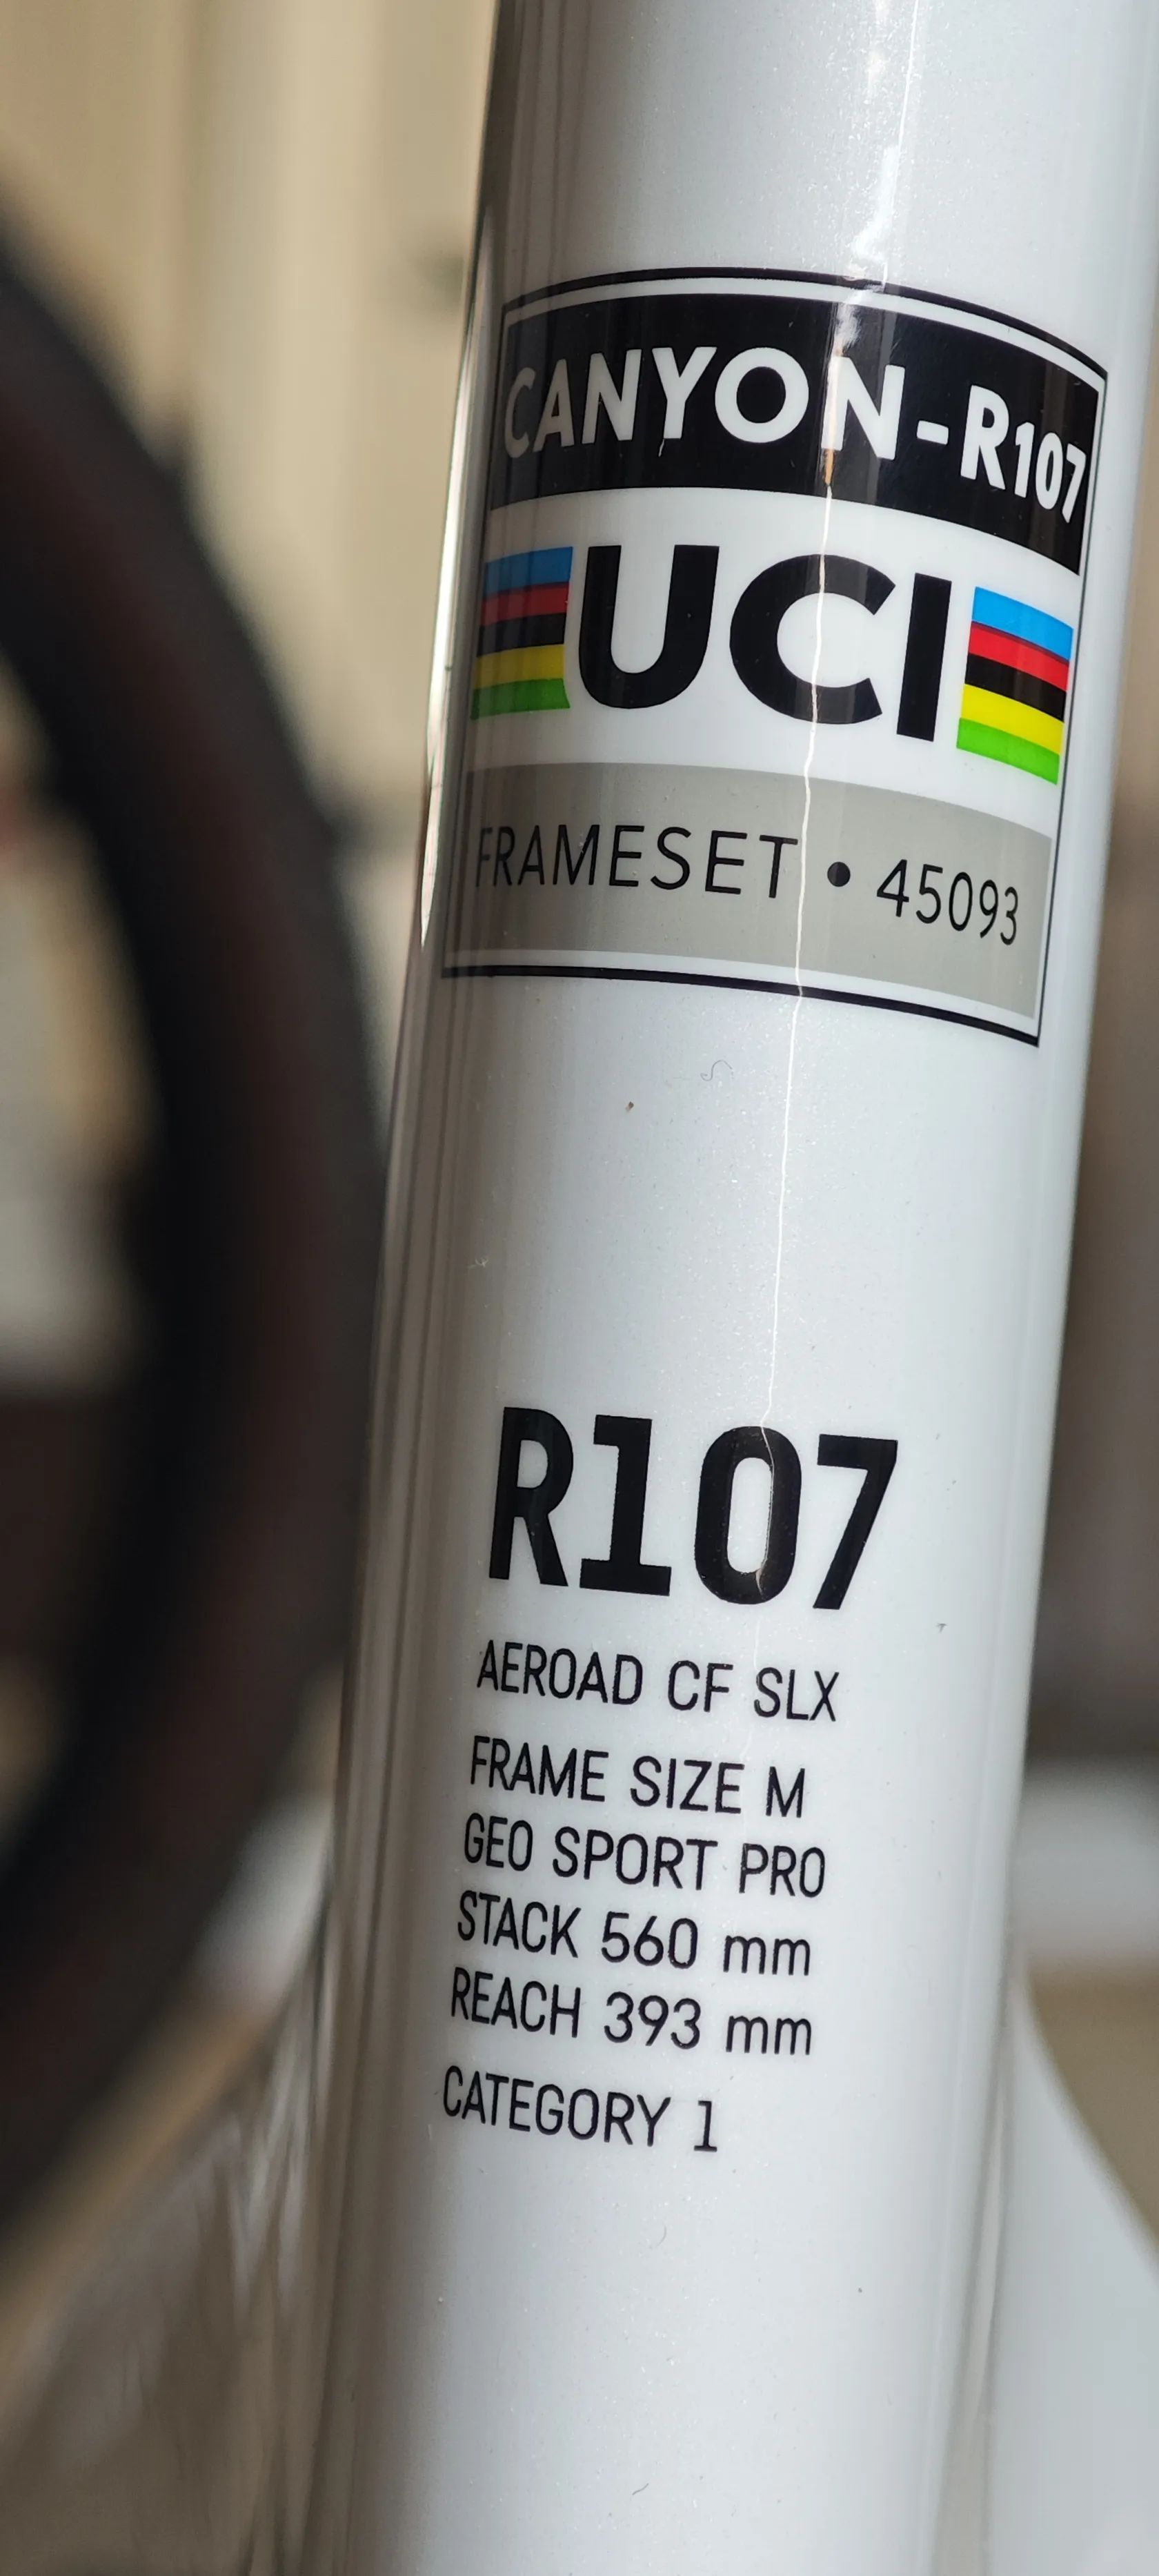 CANYON-R107
UCI
FRAMESET • 45093
R107
AEROAD CF SLX
FRAME SIZE M
GEO SPORT PRO
STACK 560 mm
REACH 393 mm
CATEGORY 1